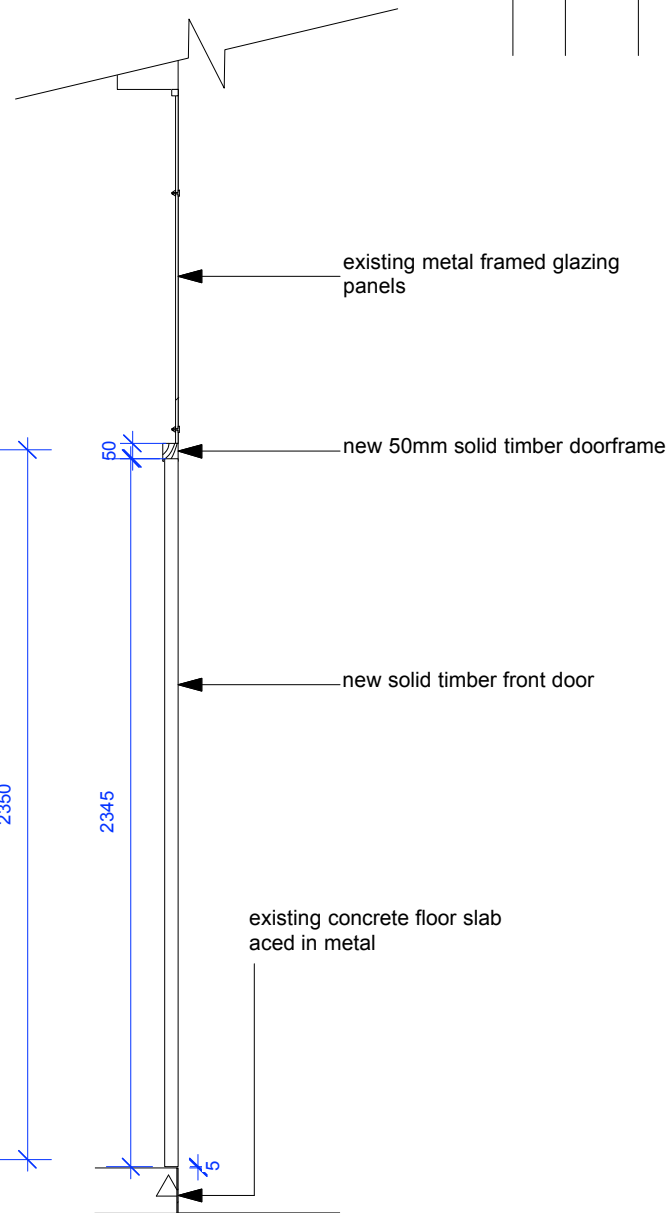 existing metal framed glazing
panels
50
new 50mm solid timber doorframe
new solid timber front door
2350
2345
existing concrete floor slab
aced in metal
5